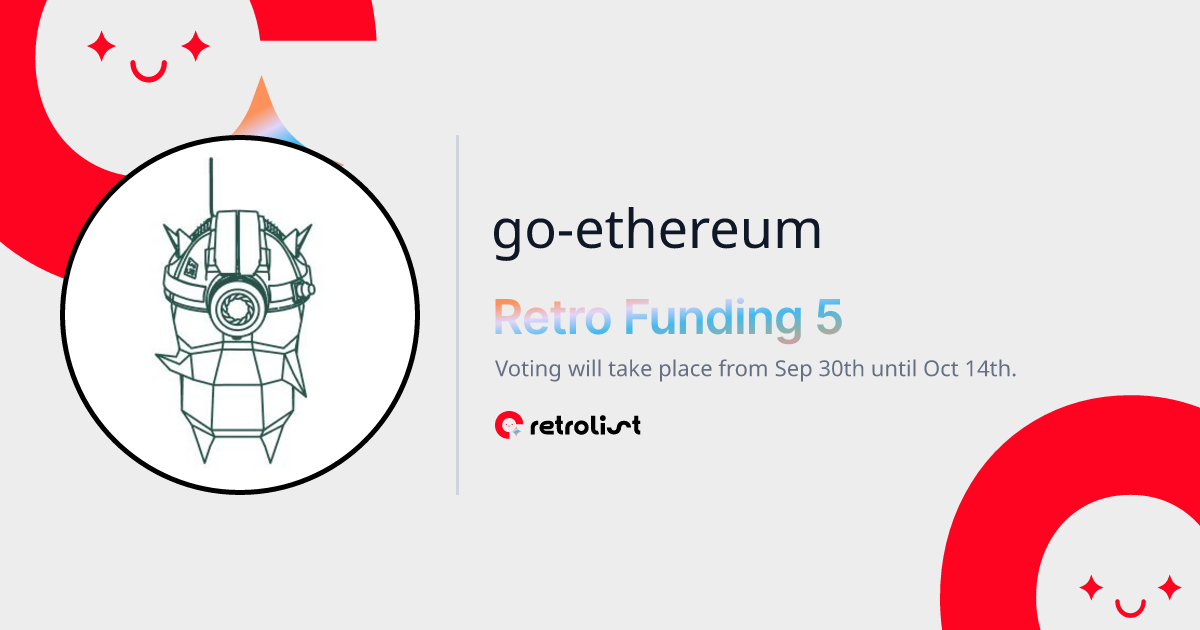 go-ethereum
Retro Funding 5
Voting will take place from Sep 30th until Oct 14th.
retrolist